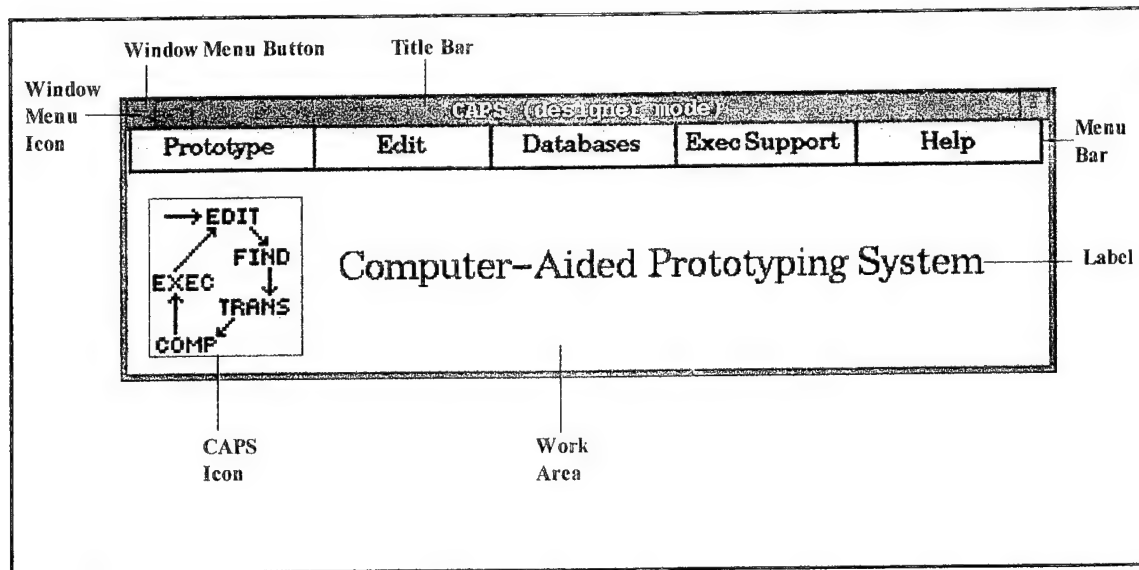 Window Menu Button
Title Bar
Window
Menu
Icon
CAPS (designer mode)
Menu
Bar
Prototype
Edit
Databases
Exec Support
Help
EDIT
FIND
EXEC
TRANS
COMP
Computer-Aided Prototyping System
Label
CAPS
Icon
Work
Area